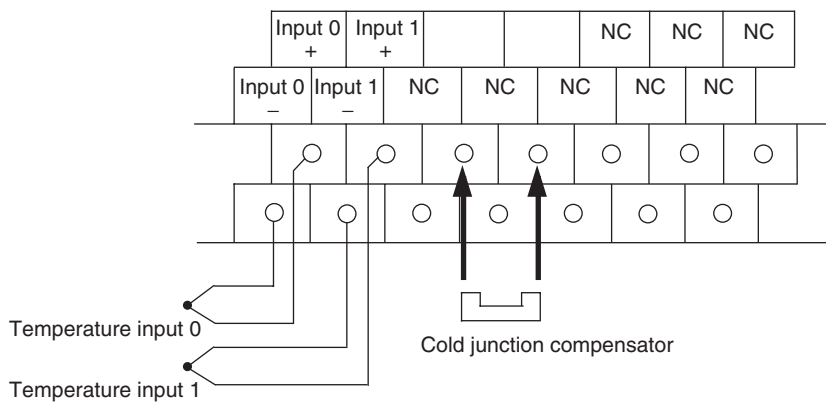 Input 0 Input 1 NC NC NC
+ +
Input 0 Input 1 NC NC NC NC NC
– –
Temperature input 0
Cold junction compensator
Temperature input 1